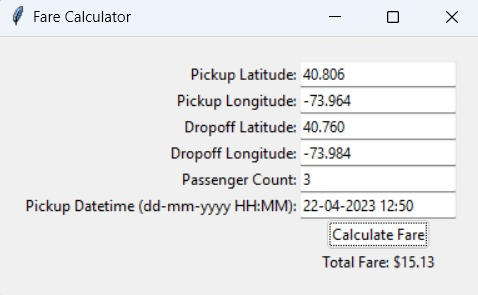 Fare Calculator
Pickup Latitude: 40.806
Pickup Longitude: -73.964
Dropoff Latitude: 40.760
Dropoff Longitude: -73.984
Passenger Count: 3
Pickup Datetime (dd-mm-yyyy HH:MM): 22-04-2023 12:50
Calculate Fare
Total Fare: $15.13